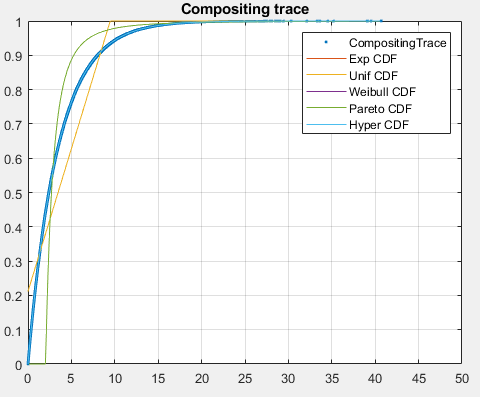 Compositing trace
1
0.9
0.8
0.7
0.6
0.5
0.4
0.3
0.2
0.1
0
CompositingTrace
Exp CDF
Unif CDF
Weibull CDF
Pareto CDF
Hyper CDF
0 5 10 15 20 25 30 35 40 45 50